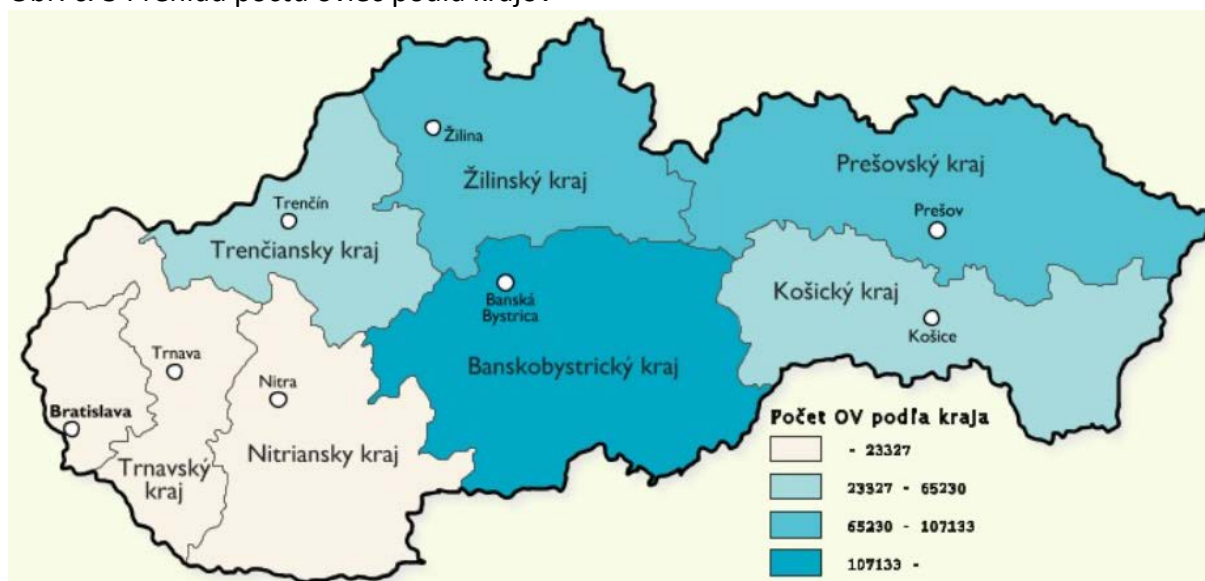 Žilina
Žilinský kraj
Prešovský kraj
Prešov
Trenčín
Trenčiansky kraj
Banská
Bystrica
Košický kraj
Košice
Banskobystrický kraj
Trnava
Nitra
Bratislava
Nitriansky kraj
Trnavský
kraj
Počet OV podľa kraja
- 23327
23327 - 65230
65230 - 107133
107133 -